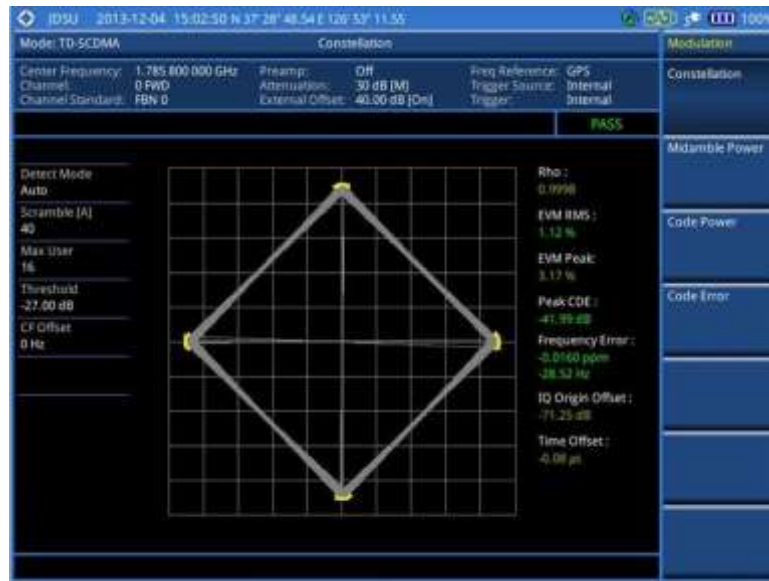 JDSU 2013-12-04 15:02:50 N 37° 28' 48.54 E 126° 53' 11.55 100%
Mode: TD-SCDMA Constellation Modulation
Center Frequency: 1.785 800 000 GHz Preamp: Off Freq Reference: GPS
Channel: 0 FWD Attenuation: 30 dB [M] Trigger Source: Internal
Channel Standard: FBN 0 External Offset: 40.00 dB [On] Trigger: Internal
Constellation
PASS
Midamble Power
Detect Mode
Auto
Scramble [A]
40
Max User
16
Threshold
-27.00 dB
CF Offset
0 Hz
Rho :
0.9998
EVM RMS :
1.12 %
EVM Peak:
3.17 %
Peak CDE :
-41.99 dB
Frequency Error :
-0.0160 ppm
-28.52 Hz
IQ Origin Offset :
-71.25 dB
Time Offset :
-0.08 μs
Code Power
Code Error